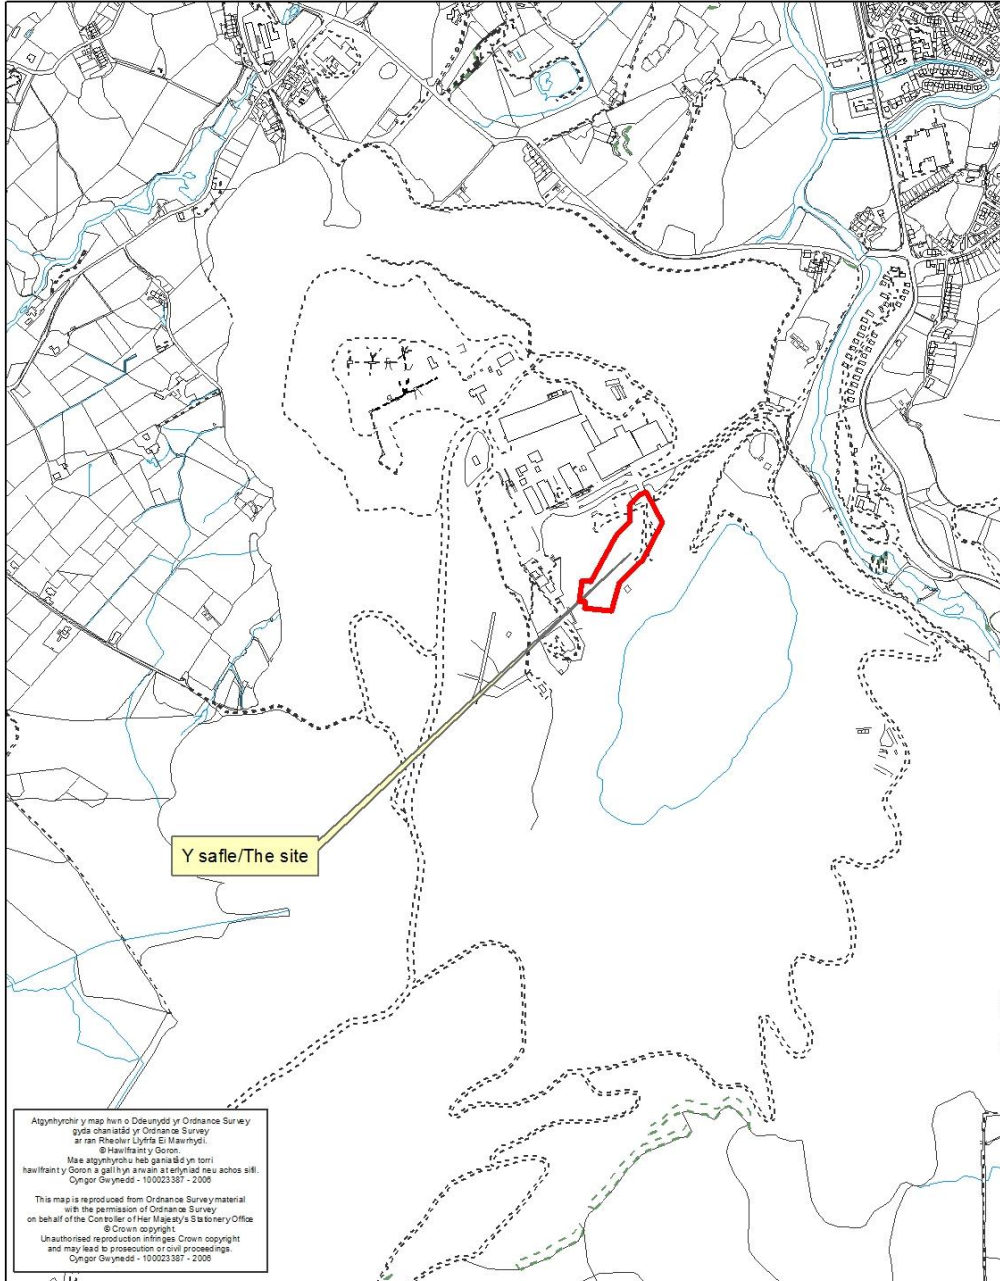 Y safle/The site
Atgynhyrchir y map hwn o Ddeunydd yr Ordnance Survey
gyda chaniatâd yr Ordnance Survey
ar ran Rheolwr Llyfrfa Ei Mawrhydi.
© Hawlfraint y Goron.
Mae atgynhyrchu heb ganiatâd yn torri
hawlfraint y Goron a gall hyn arwain at erlyniad neu achos sifil.
Cyngor Gwynedd - 100023387 - 2006
This map is reproduced from Ordnance Survey material
with the permission of Ordnance Survey
on behalf of the Controller of Her Majesty's Stationery Office
© Crown copyright.
Unauthorised reproduction infringes Crown copyright
and may lead to prosecution or civil proceedings.
Cyngor Gwynedd - 100023387 - 2006